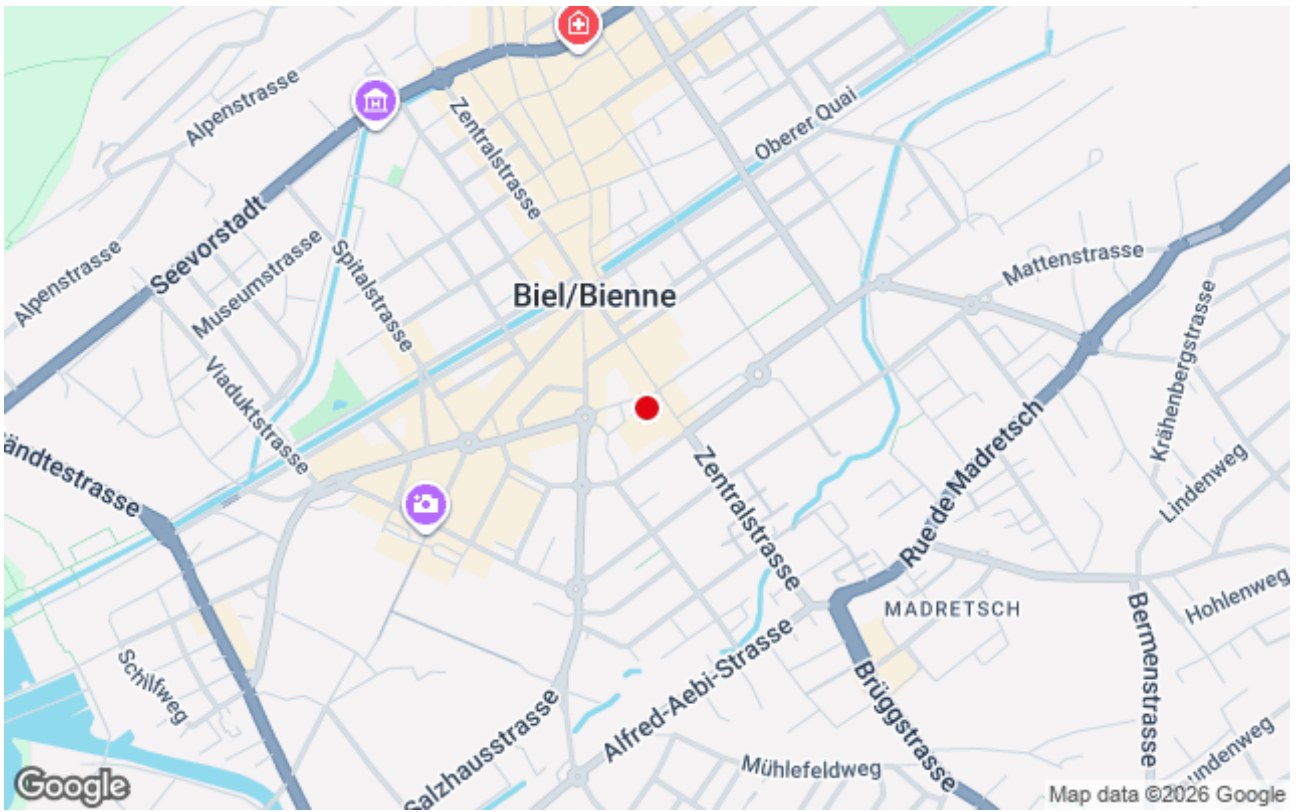 Alpenstrasse
Zentralstrasse
Oberer Quai
Seevorstadt
Museumstrasse
Spitalstrasse
Alpenstrasse
Mattenstrasse
Biel/Bienne
Krähenbergstrasse
Viaduktstrasse
ändtestrasse
Zentralstrasse
Rue de Madretsch
Lindenweg
MADRETSCH
Hohlenweg
Bermenstrasse
Schilfweg
Alfred-Aebi-Strasse
Brüggstrasse
Salzhausstrasse
Mühlefeldweg
undenweg
Google
Map data ©2026 Google